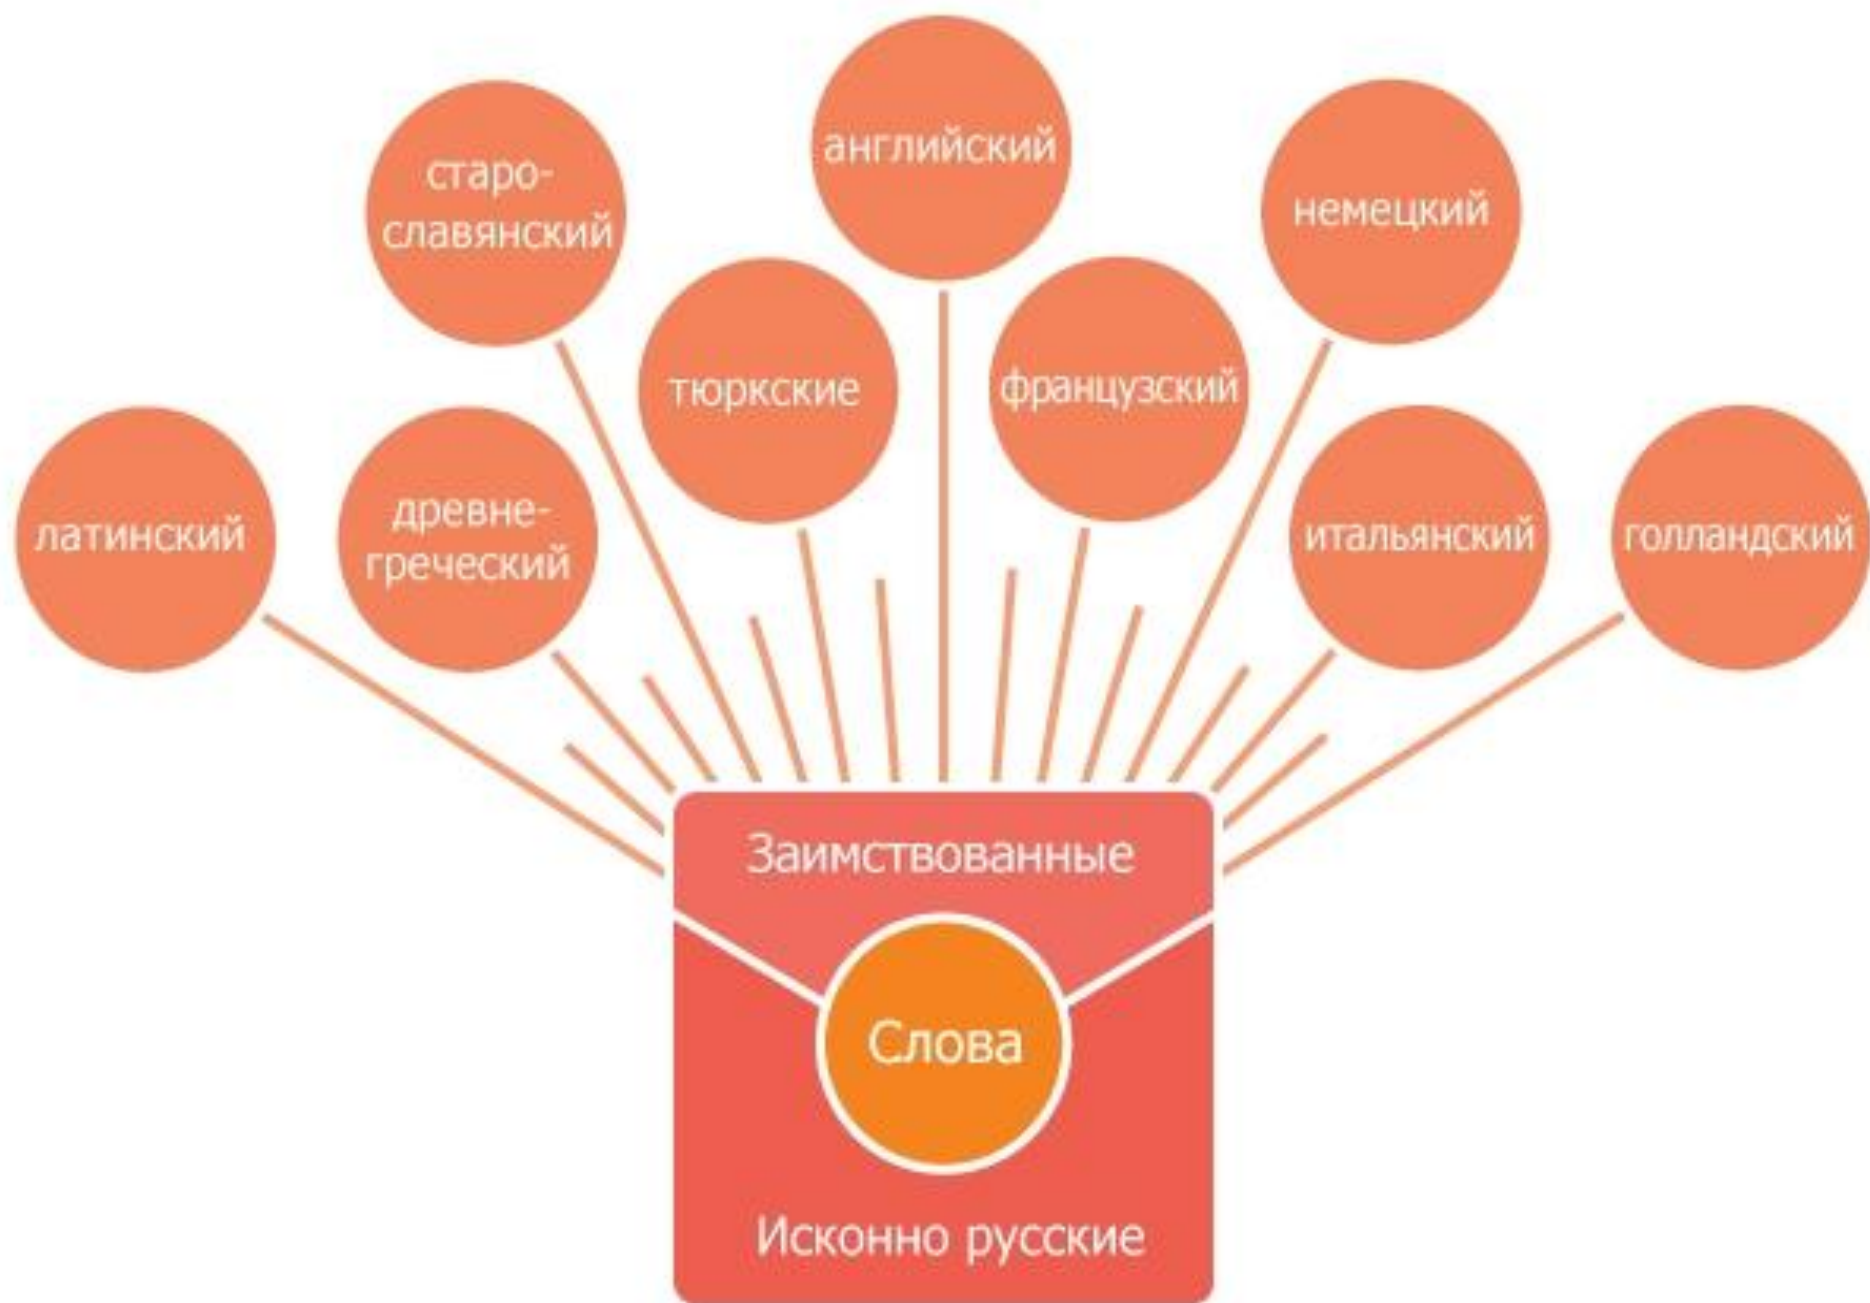 английский
старо-
славянский
немецкий
тюркские
французский
латинский
древне-
греческий
итальянский
голландский
Заимствованные
Слова
Исконно русские